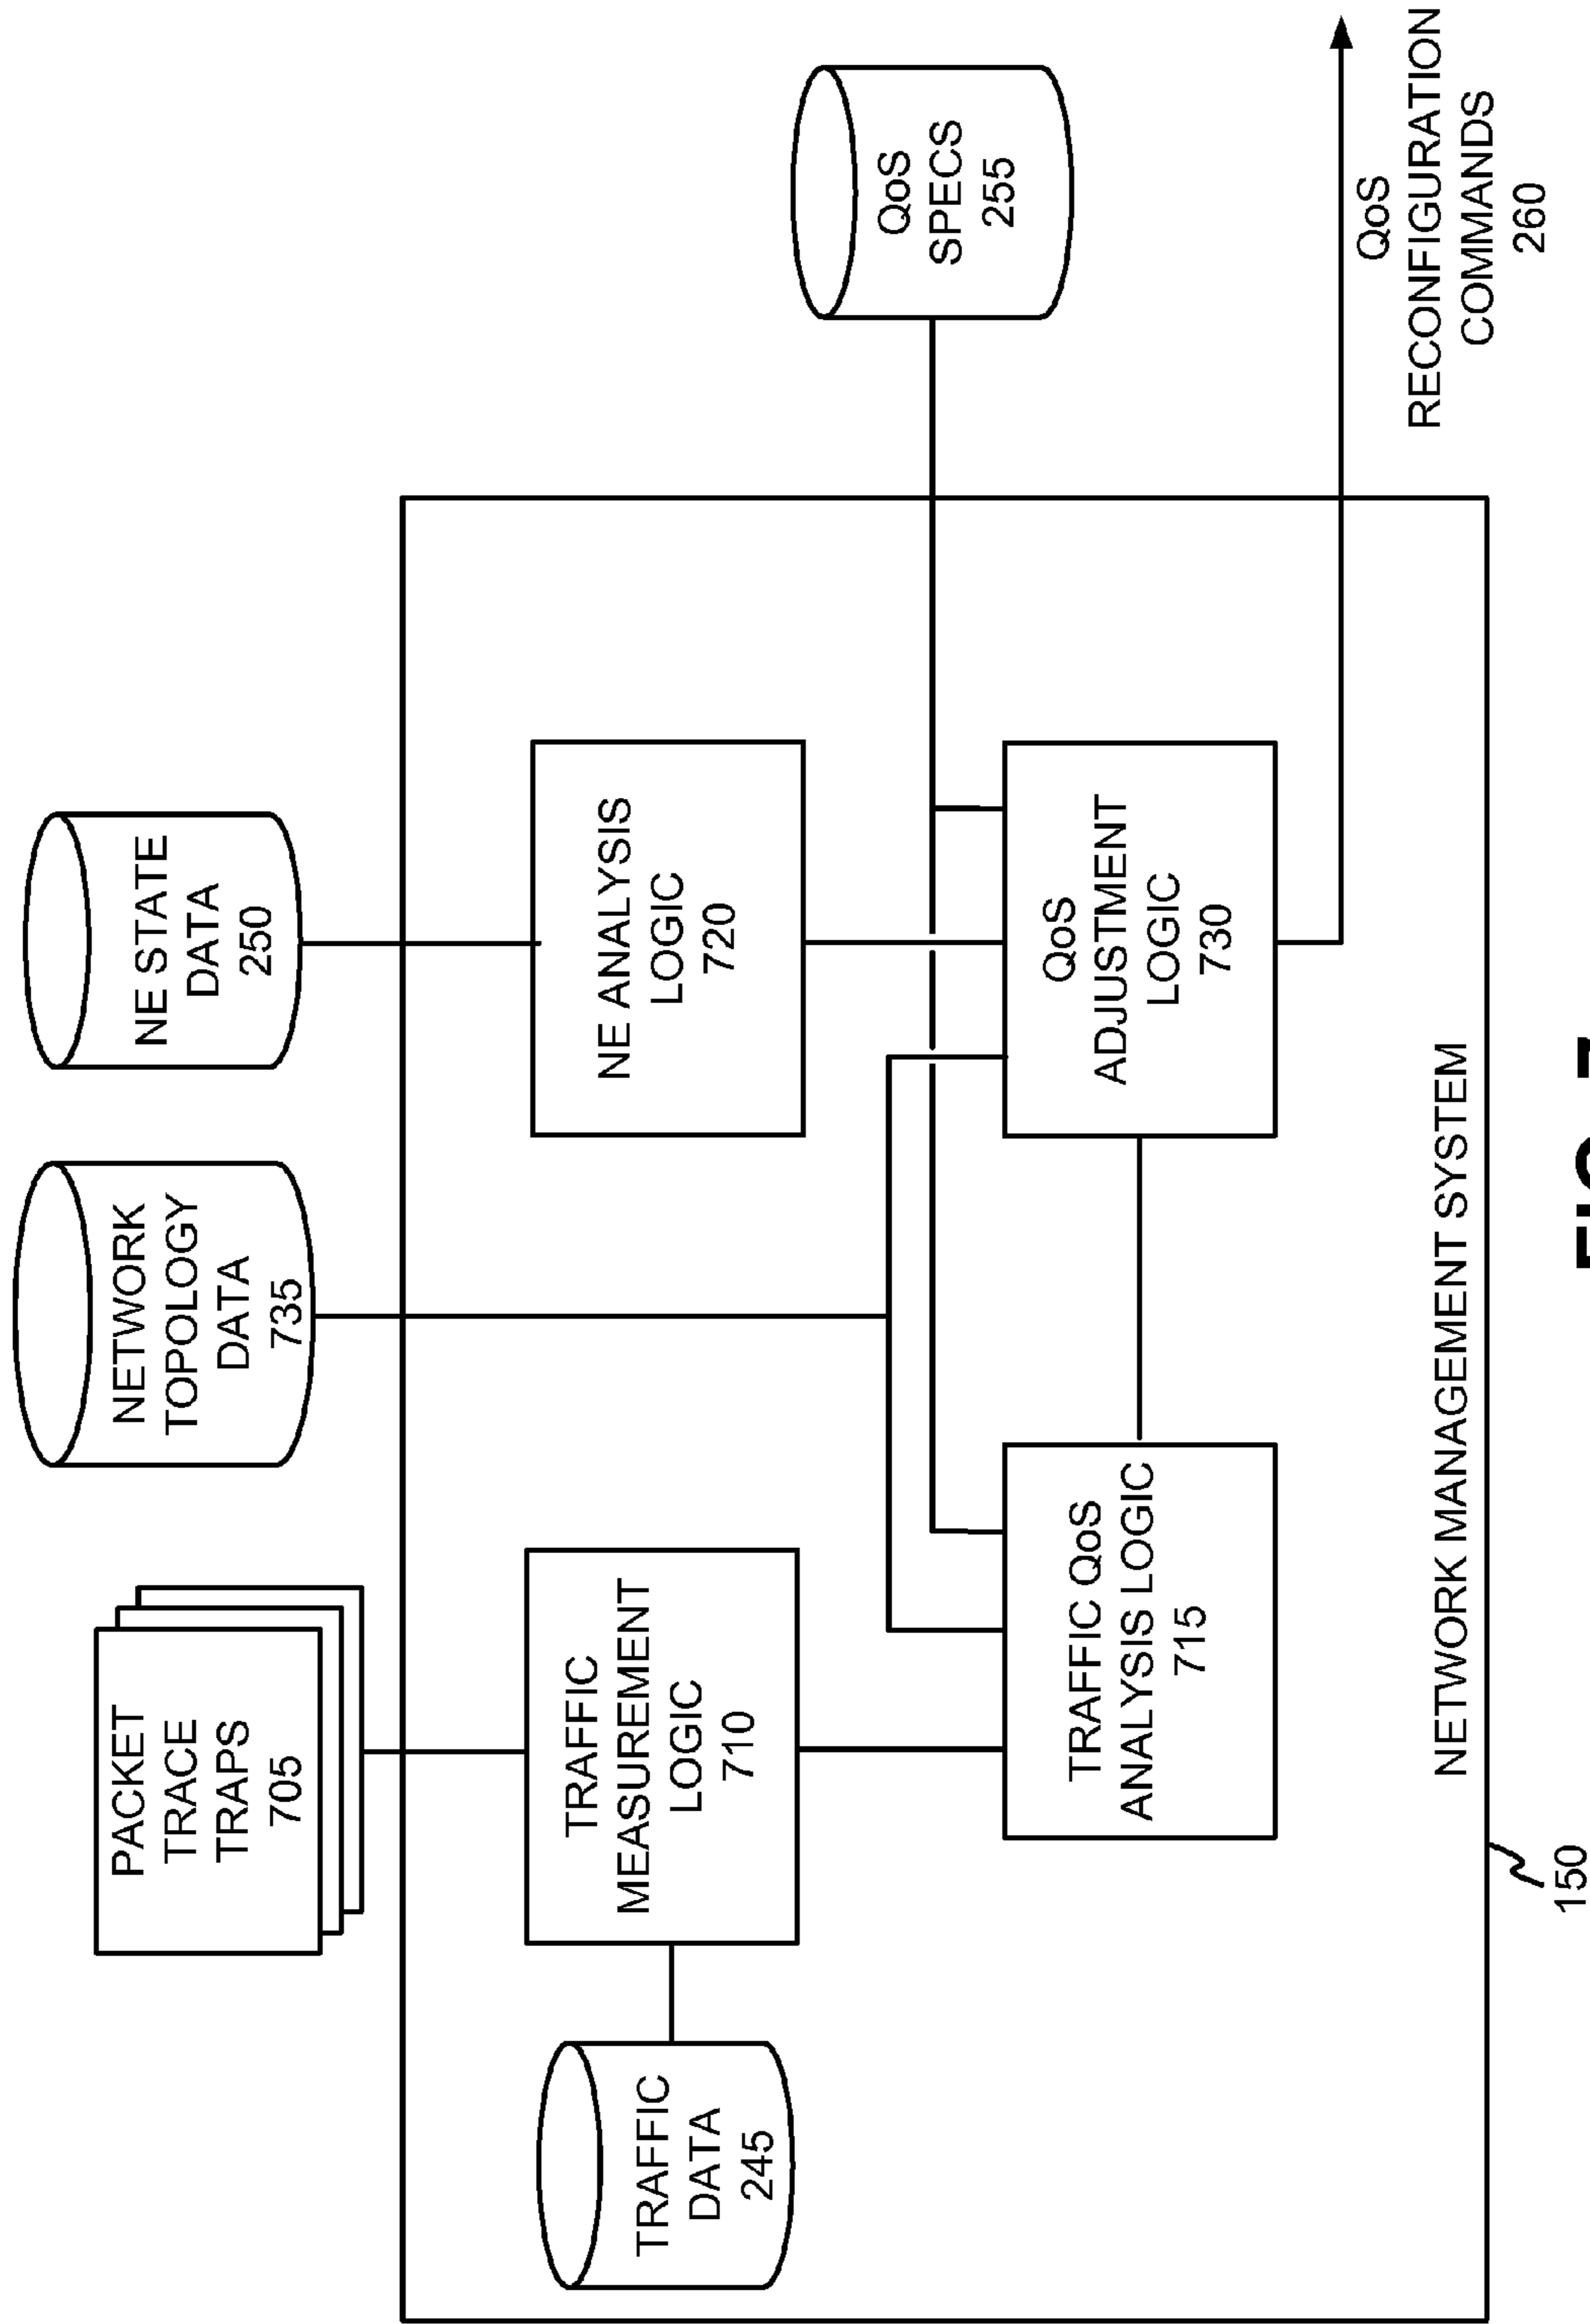 PACKET
TRACE
TRAPS
705
NETWORK
TOPOLOGY
DATA
735
NE STATE
DATA
250
TRAFFIC
DATA
245
TRAFFIC
MEASUREMENT
LOGIC
710
NE ANALYSIS
LOGIC
720
QoS
SPECS
255
TRAFFIC QoS
ANALYSIS LOGIC
715
QoS
ADJUSTMENT
LOGIC
730
QoS
RECONFIGURATION
COMMANDS
260
NETWORK MANAGEMENT SYSTEM
150